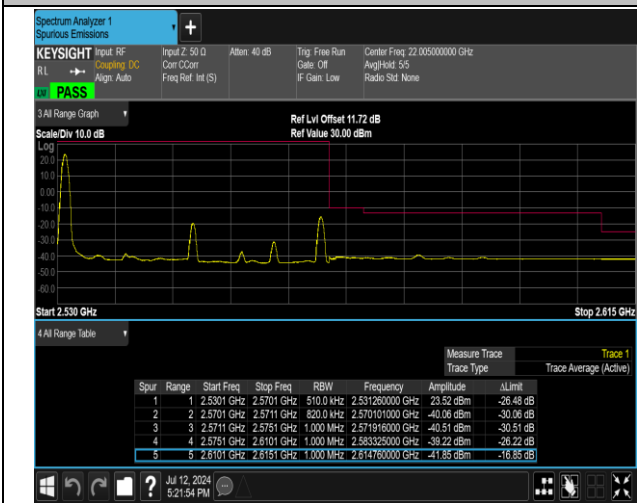 Spectrum Analyzer 1
Spurious Emissions
+
KEYSIGHT Input: RF Input Z: 50 Ω Atten: 40 dB Trig: Free Run Center Freq: 22.005000000 GHz
RL Coupling: DC Corr CCorr Gate: Off Avg|Hold: 5/5
Align: Auto Freq Ref: Int (S) IF Gain: Low Radio Std: None
PASS
3 All Range Graph
Ref Lvl Offset 11.72 dB
Scale/Div 10.0 dB Ref Value 30.00 dBm
Log
20.0
10.0
0.00
-10.0
-20.0
-30.0
-40.0
-50.0
-60.0
Start 2.530 GHz Stop 2.615 GHz
4 All Range Table
Measure Trace Trace 1
Trace Type Trace Average (Active)
Spur Range Start Freq Stop Freq RBW Frequency Amplitude ΔLimit
1 1 2.5301 GHz 2.5701 GHz 510.0 kHz 2.531260000 GHz 23.52 dBm -26.48 dB
2 2 2.5701 GHz 2.5711 GHz 820.0 kHz 2.570101000 GHz -40.06 dBm -30.06 dB
3 3 2.5711 GHz 2.5751 GHz 1.000 MHz 2.571916000 GHz -40.51 dBm -30.51 dB
4 4 2.5751 GHz 2.6101 GHz 1.000 MHz 2.583325000 GHz -39.22 dBm -26.22 dB
5 5 2.6101 GHz 2.6151 GHz 1.000 MHz 2.614760000 GHz -41.85 dBm -16.85 dB
? Jul 12, 2024
5:21:54 PM